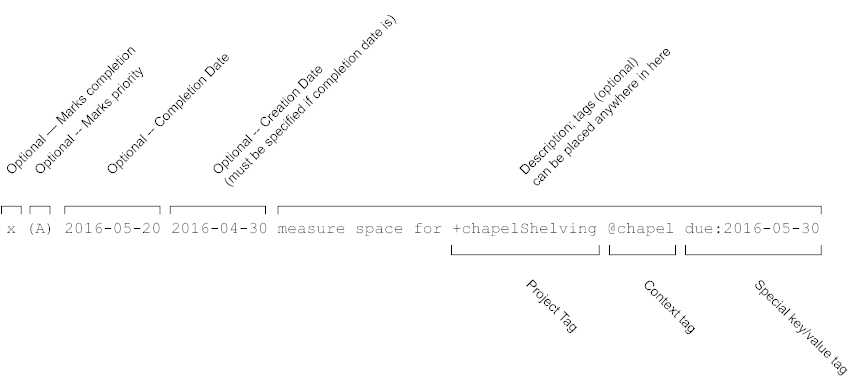 Optional — Marks completion
Optional -- Marks priority
Optional -- Completion Date
Optional -- Creation Date
(must be specified if completion date is)
Description; tags (optional)
can be placed anywhere in here
x (A) 2016-05-20 2016-04-30 measure space for +chapelShelving @chapel due:2016-05-30
Project Tag
Context tag
Special key/value tag